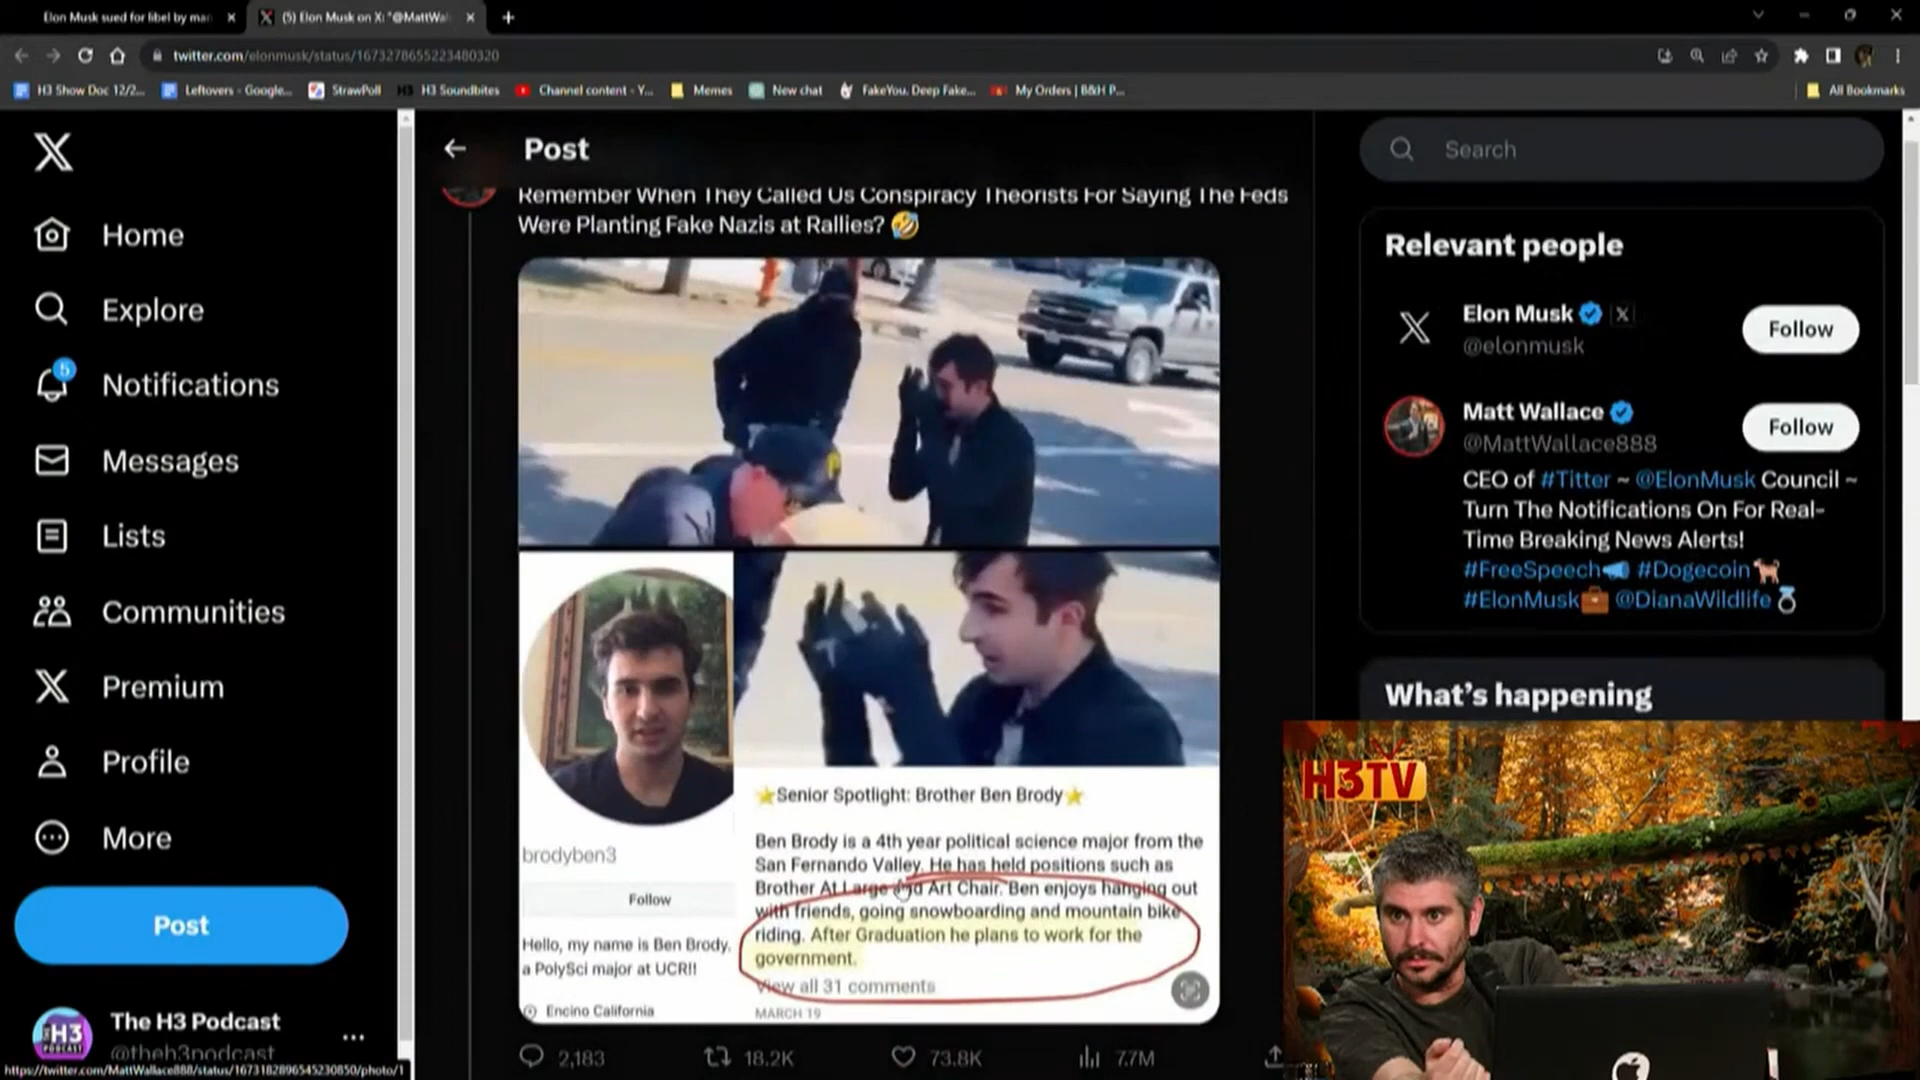 Elon Musk sued for libel by man
(5) Elon Musk on X: "@MattWal
twitter.com/elonmusk/status/1673278655223480320
H3 Show Doc 12/2...
Leftovers - Google...
StrawPoll
H3 Soundbites
Channel content - Y...
Memes
New chat
FakeYou. Deep Fake...
My Orders | B&H P...
All Bookmarks
Home
Explore
5
Notifications
Messages
Lists
Communities
Premium
Profile
More
Post
The H3 Podcast
@theh3podcast
https://twitter.com/MattWallace888/status/1673182896545230850/photo/1
Post
Remember When They Called Us Conspiracy Theorists For Saying The Feds
Were Planting Fake Nazis at Rallies? 🤣
brodyben3
Follow
Hello, my name is Ben Brody.
a PolySci major at UCR!!
Encino California
⭐Senior Spotlight: Brother Ben Brody⭐
Ben Brody is a 4th year political science major from the
San Fernando Valley. He has held positions such as
Brother At Large and Art Chair. Ben enjoys hanging out
with friends, going snowboarding and mountain bike
riding. After Graduation he plans to work for the
government.
View all 31 comments
MARCH 19
2,183
18.2K
73.8K
7.7M
Search
Relevant people
Elon Musk
@elonmusk
Follow
Matt Wallace
@MattWallace888
Follow
CEO of #Titter ~ @ElonMusk Council ~
Turn The Notifications On For Real-
Time Breaking News Alerts!
#FreeSpeech📢 #Dogecoin🐕
#ElonMusk💼 @DianaWildlife💍
What's happening
H3TV